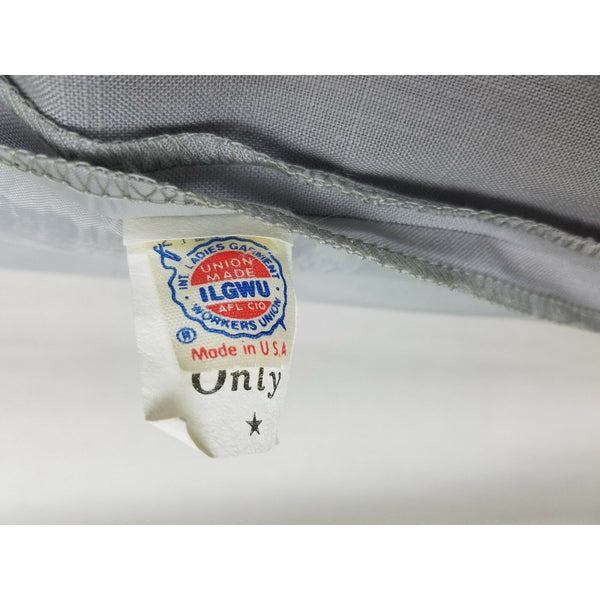 INT LADIES GARMENT
UNION
MADE
ILGWU
AFL-CIO
WORKERS UNION
®
Made in U.S.A.
Only
★